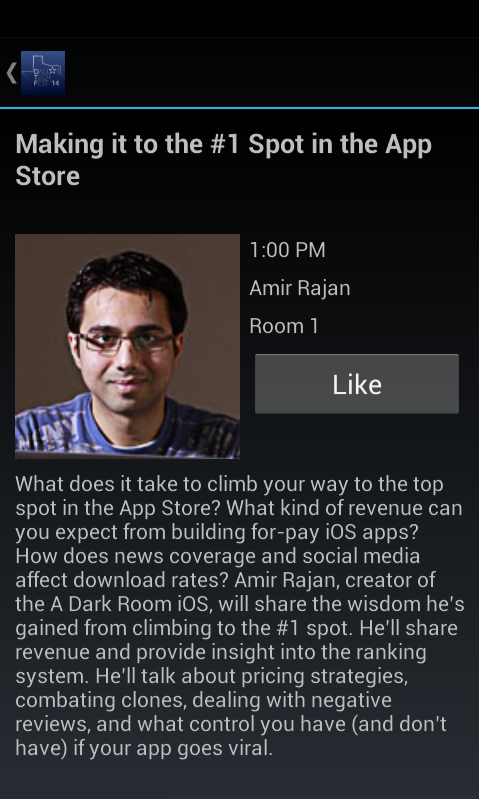 Making it to the #1 Spot in the App
Store
1:00 PM
Amir Rajan
Room 1
Like
What does it take to climb your way to the top
spot in the App Store? What kind of revenue can
you expect from building for-pay iOS apps?
How does news coverage and social media
affect download rates? Amir Rajan, creator of
the A Dark Room iOS, will share the wisdom he's
gained from climbing to the #1 spot. He'll share
revenue and provide insight into the ranking
system. He'll talk about pricing strategies,
combating clones, dealing with negative
reviews, and what control you have (and don't
have) if your app goes viral.